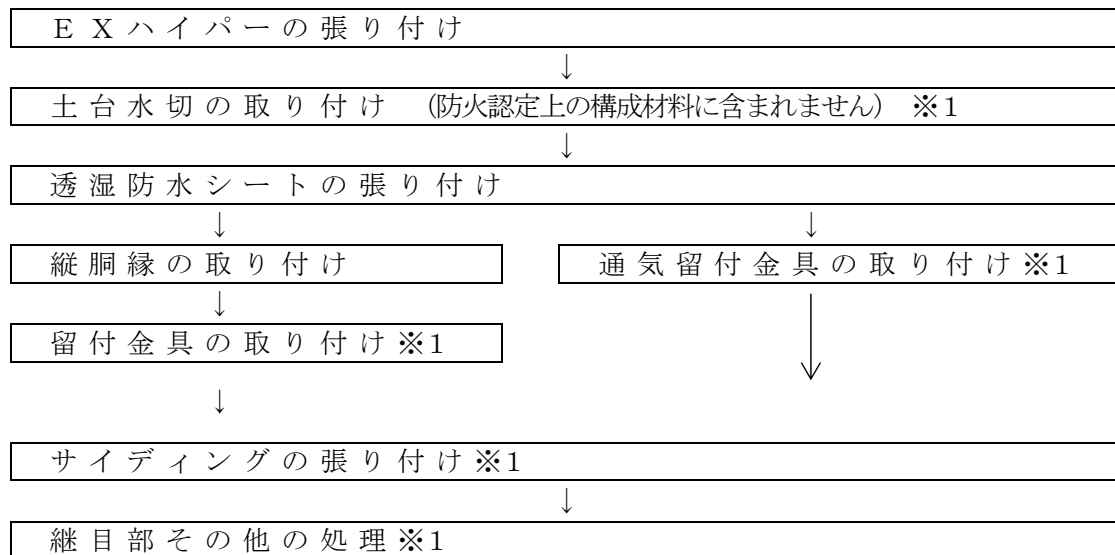 ＥＸハイパーの張り付け
↓
土台水切の取り付け （防火認定上の構成材料に含まれません） ※1
↓
透湿防水シートの張り付け
↓ ↓
縦胴縁の取り付け 通気留付金具の取り付け※1
↓
留付金具の取り付け※1
↓
サイディングの張り付け※1
↓
継目部その他の処理※1